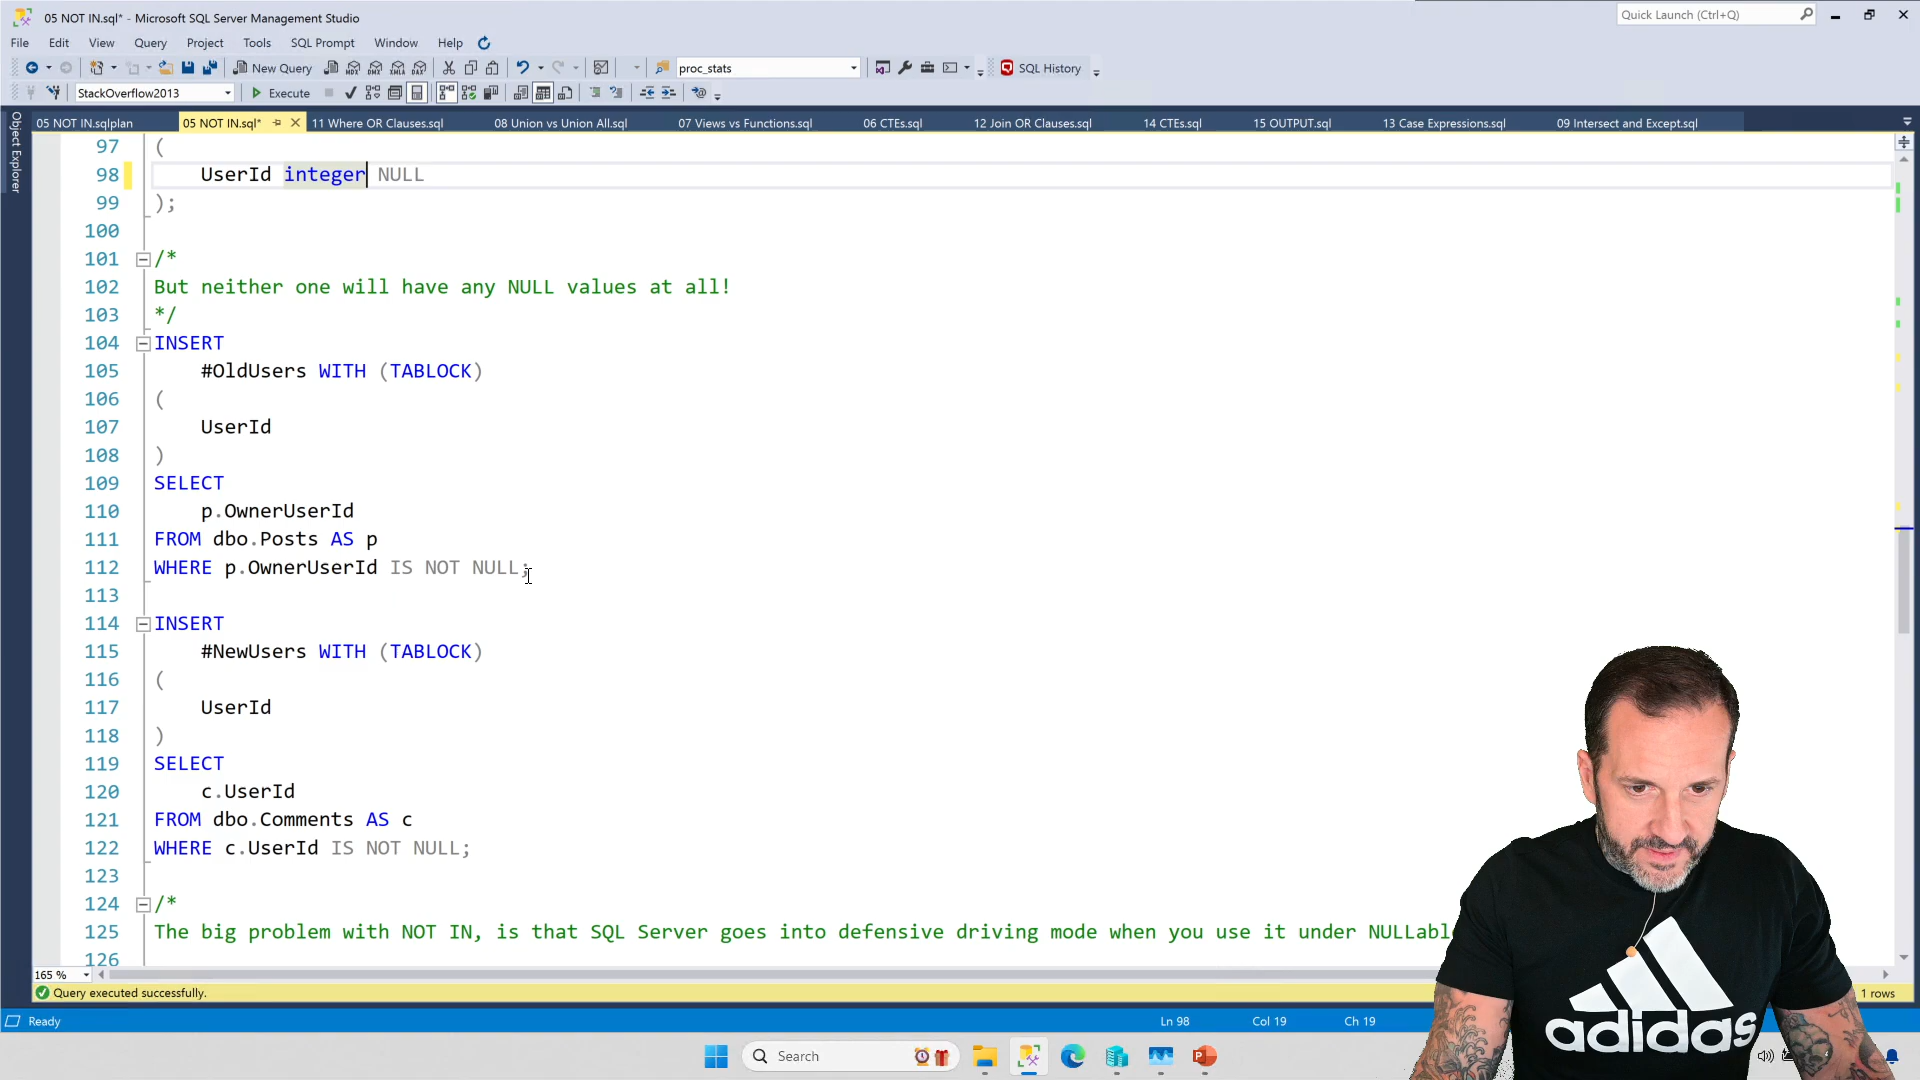 05 NOT IN.sql* - Microsoft SQL Server Management Studio
Quick Launch (Ctrl+Q)
File Edit View Query Project Tools SQL Prompt Window Help
New Query
proc_stats
SQL History
StackOverflow2013
Execute
05 NOT IN.sqlplan
05 NOT IN.sql*
11 Where OR Clauses.sql
08 Union vs Union All.sql
07 Views vs Functions.sql
06 CTEs.sql
12 Join OR Clauses.sql
14 CTEs.sql
15 OUTPUT.sql
13 Case Expressions.sql
09 Intersect and Except.sql
Object Explorer
97 (
98 UserId integer NULL
99 );
100
101 /*
102 But neither one will have any NULL values at all!
103 */
104 INSERT
105 #OldUsers WITH (TABLOCK)
106 (
107 UserId
108 )
109 SELECT
110 p.OwnerUserId
111 FROM dbo.Posts AS p
112 WHERE p.OwnerUserId IS NOT NULL;
113
114 INSERT
115 #NewUsers WITH (TABLOCK)
116 (
117 UserId
118 )
119 SELECT
120 c.UserId
121 FROM dbo.Comments AS c
122 WHERE c.UserId IS NOT NULL;
123
124 /*
125 The big problem with NOT IN, is that SQL Server goes into defensive driving mode when you use it under
126
165 %
Query executed successfully.
1 rows
Ready
Ln 98
Col 19
Ch 19
Search
adidas